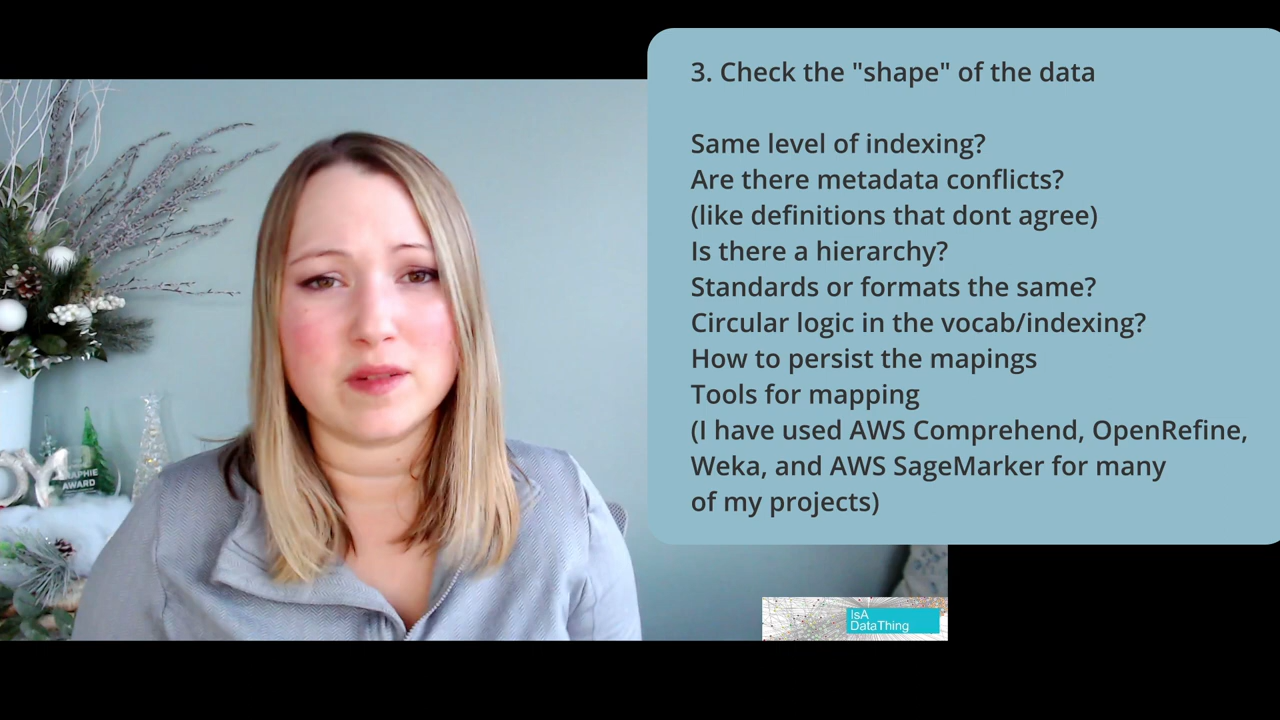 3. Check the "shape" of the data
Same level of indexing?
Are there metadata conflicts?
(like definitions that dont agree)
Is there a hierarchy?
Standards or formats the same?
Circular logic in the vocab/indexing?
How to persist the mapings
Tools for mapping
(I have used AWS Comprehend, OpenRefine,
Weka, and AWS SageMarker for many
of my projects)
OY
RAPHIE
AWARD
IsA
DataThing